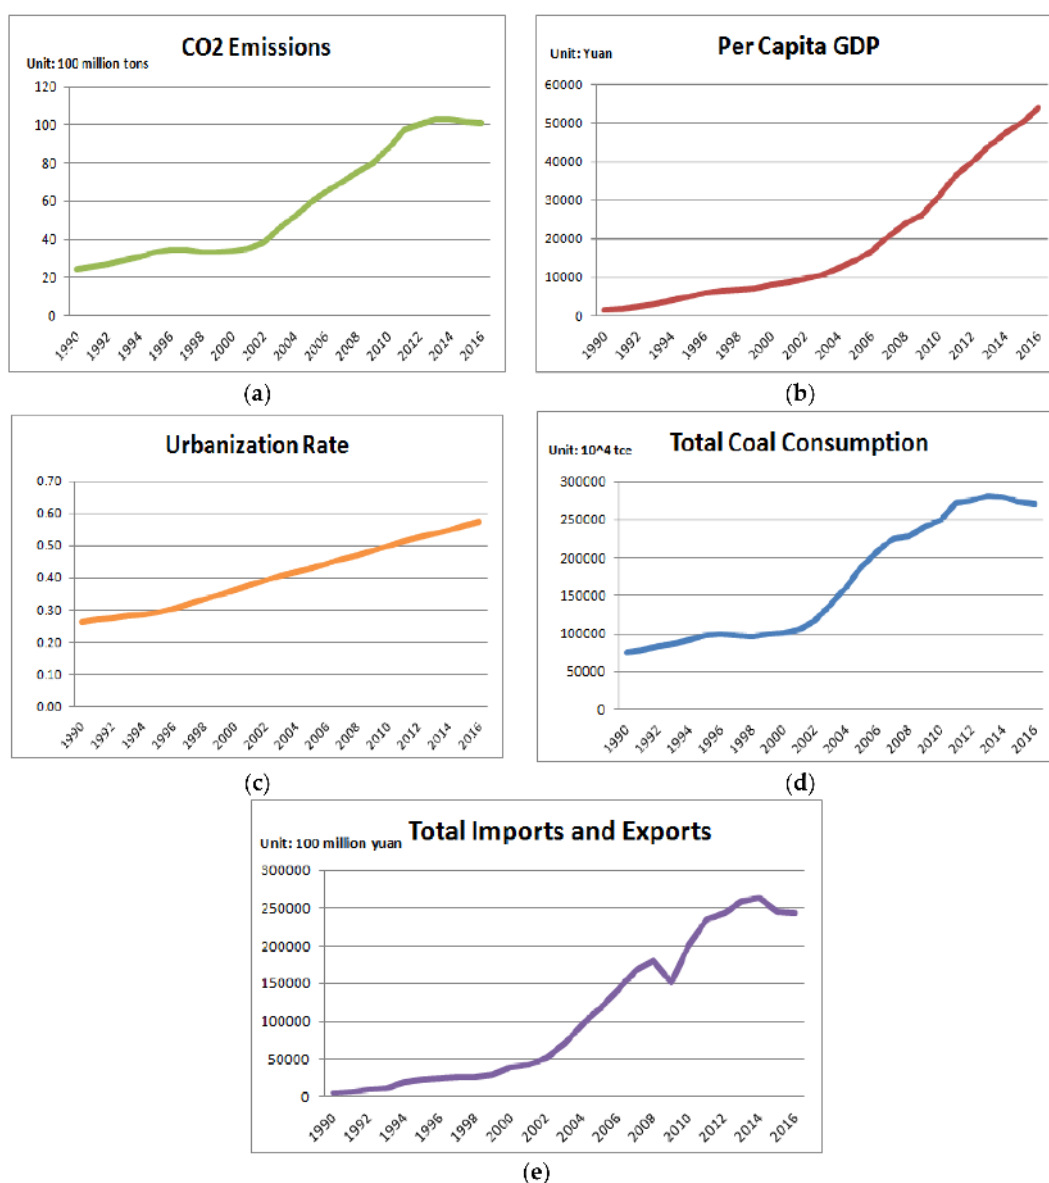 CO2 Emissions
Unit: 100 million tons
120
100
80
60
40
20
0
1990 1992 1994 1996 1998 2000 2002 2004 2006 2008 2010 2012 2014 2016
(a)
Per Capita GDP
Unit: Yuan
60000
50000
40000
30000
20000
10000
0
1990 1992 1994 1996 1998 2000 2002 2004 2006 2008 2010 2012 2014 2016
(b)
Urbanization Rate
0.70
0.60
0.50
0.40
0.30
0.20
0.10
0.00
1990 1992 1994 1996 1998 2000 2002 2004 2006 2008 2010 2012 2014 2016
(c)
Total Coal Consumption
Unit: 10^4 tce
300000
250000
200000
150000
100000
50000
0
1990 1992 1994 1996 1998 2000 2002 2004 2006 2008 2010 2012 2014 2016
(d)
Total Imports and Exports
Unit: 100 million yuan
300000
250000
200000
150000
100000
50000
0
1990 1992 1994 1996 1998 2000 2002 2004 2006 2008 2010 2012 2014 2016
(e)